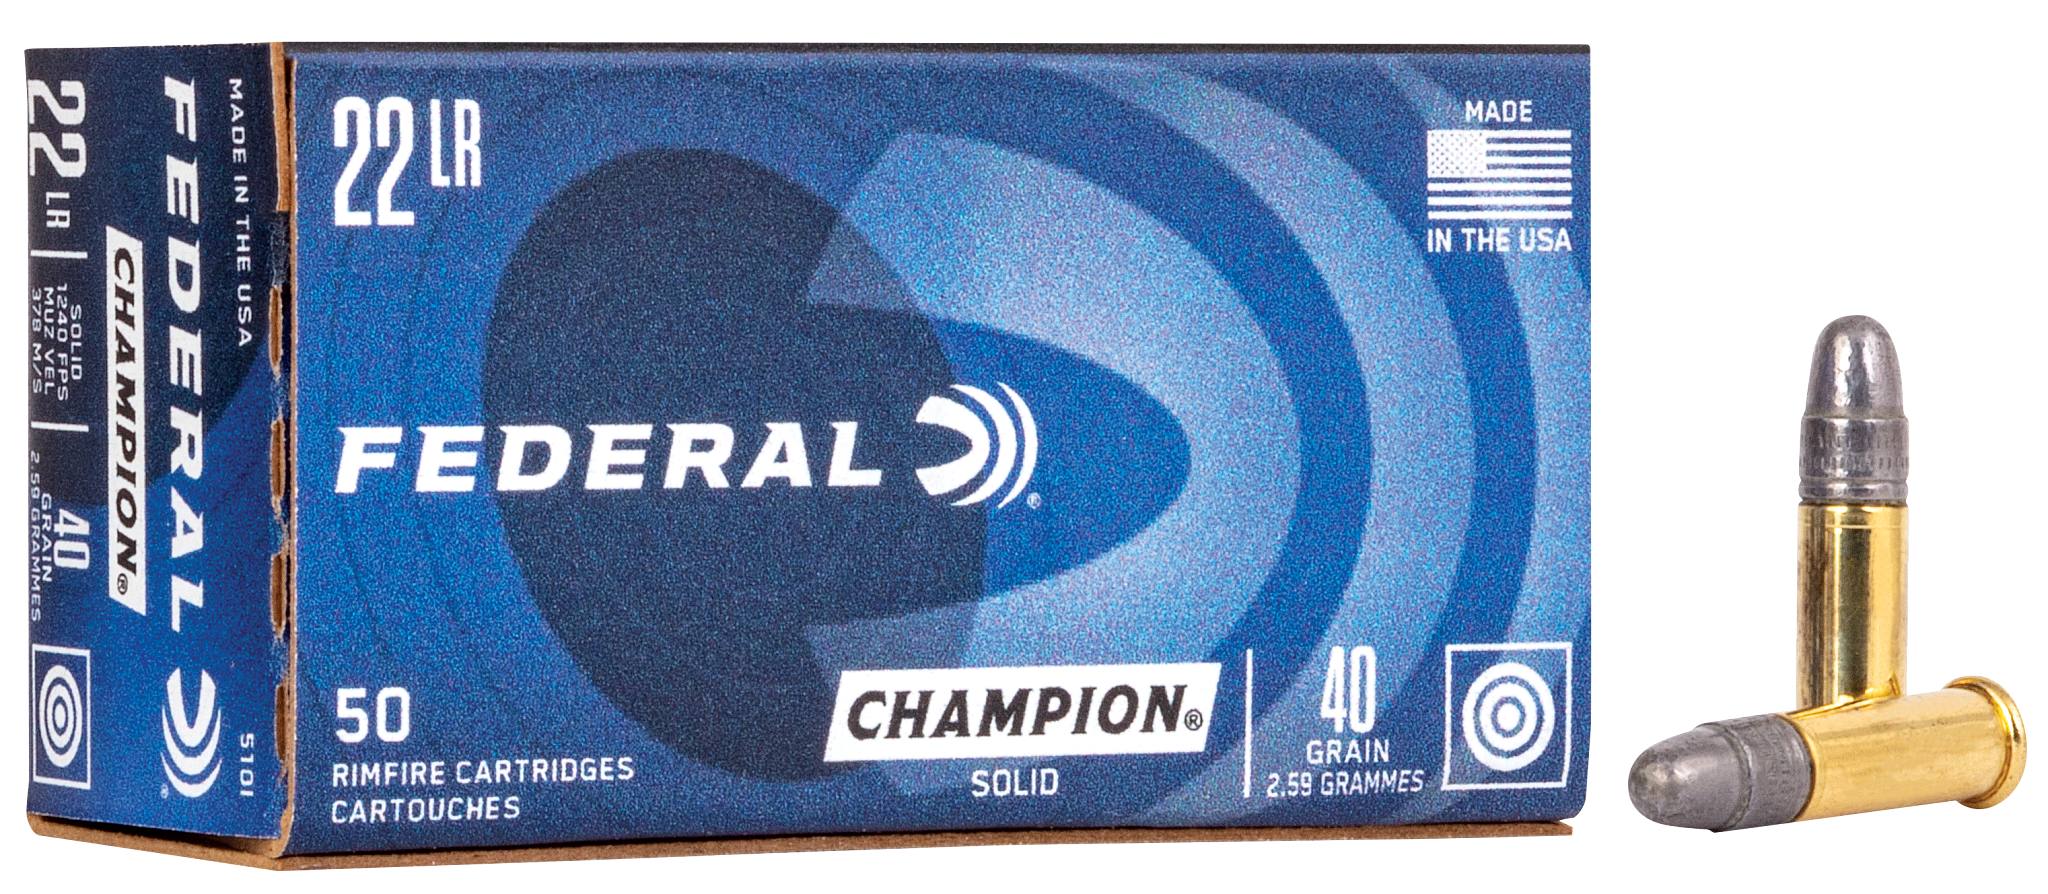 22 LR
MADE
IN THE USA
FEDERAL®
50
RIMFIRE CARTRIDGES
CARTOUCHES
CHAMPION®
SOLID
40
GRAIN
2.59 GRAMMES
MADE IN THE USA
FEDERAL®
CHAMPION®
22 LR
SOLID
1240 FPS
MUZ VEL
378 M/S
40
GRAIN
2.59 GRAMMES
510I